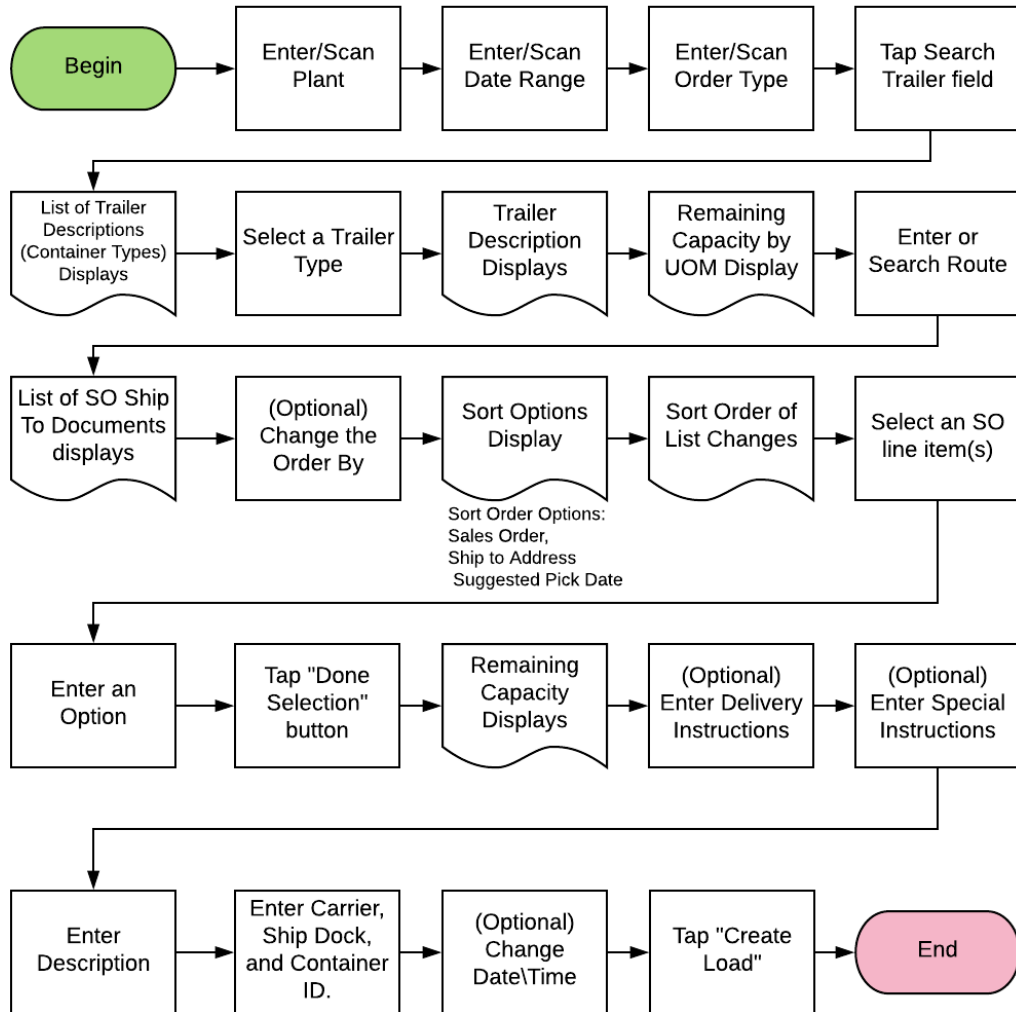 Begin
Enter/Scan
Plant
Enter/Scan
Date Range
Enter/Scan
Order Type
Tap Search
Trailer field
List of Trailer
Descriptions
(Container Types)
Displays
Select a Trailer
Type
Trailer
Description
Displays
Remaining
Capacity by
UOM Display
Enter or
Search Route
List of SO Ship
To Documents
displays
(Optional)
Change the
Order By
Sort Options
Display
Sort Order of
List Changes
Select an SO
line item(s)
Sort Order Options:
Sales Order,
Ship to Address
Suggested Pick Date
Enter an
Option
Tap "Done
Selection"
button
Remaining
Capacity
Displays
(Optional)
Enter Delivery
Instructions
(Optional)
Enter Special
Instructions
Enter
Description
Enter Carrier,
Ship Dock,
and Container
ID.
(Optional)
Change
Date\Time
Tap "Create
Load"
End